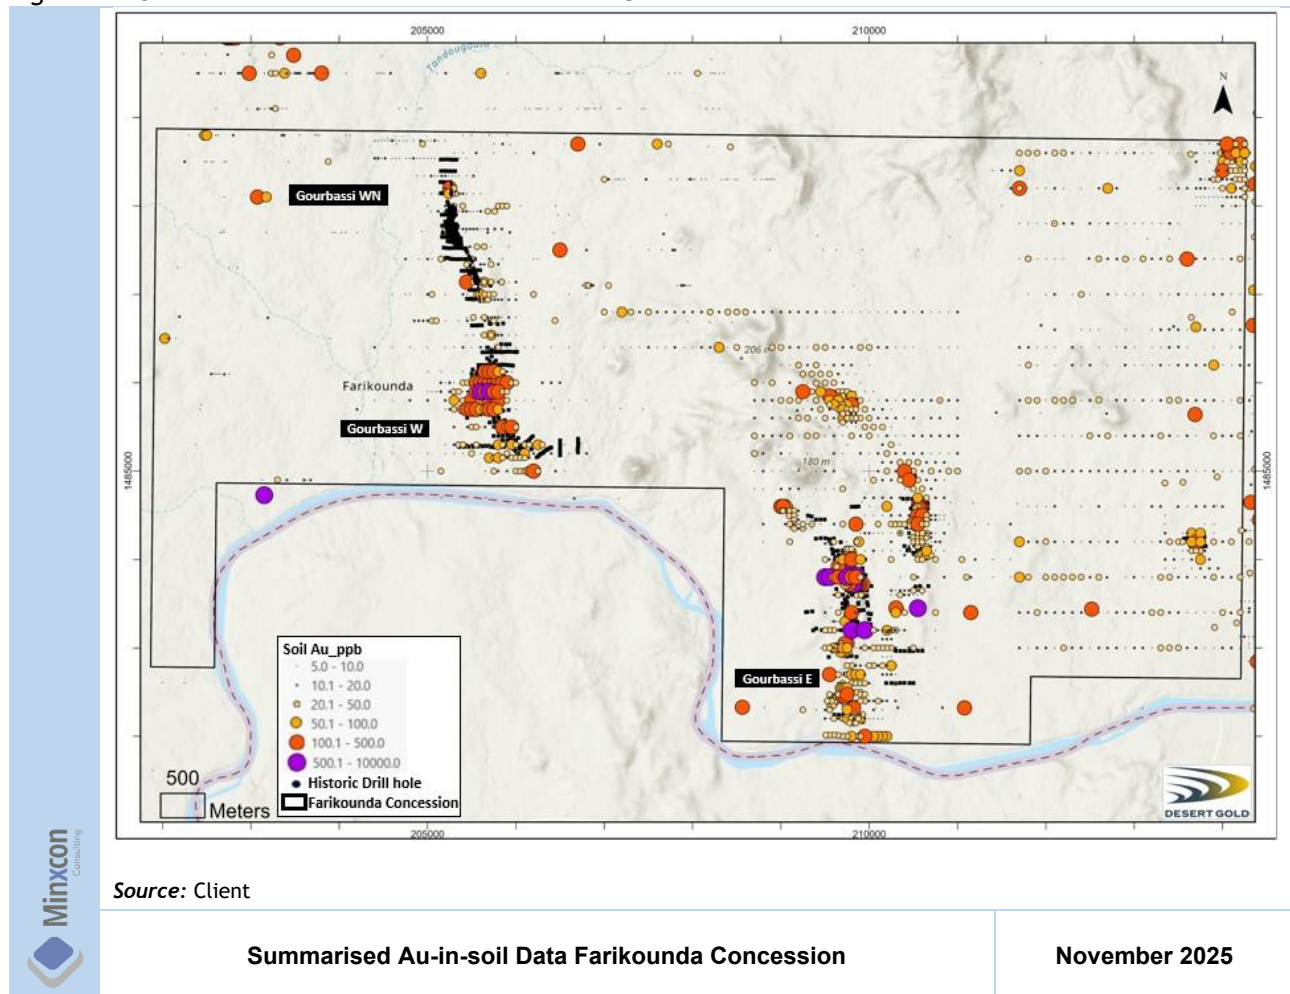 205000
210000
Tandougoula
N
Gourbassi WN
206 m
Farikounda
Gourbassi W
180 m
1485000
1485000
Gourbassi E
Soil Au_ppb
5.0 - 10.0
10.1 - 20.0
20.1 - 50.0
50.1 - 100.0
100.1 - 500.0
500.1 - 10000.0
Historic Drill hole
Farikounda Concession
500
Meters
DESERT GOLD
205000
210000
Minxcon
Consulting
Source: Client
Summarised Au-in-soil Data Farikounda Concession
November 2025